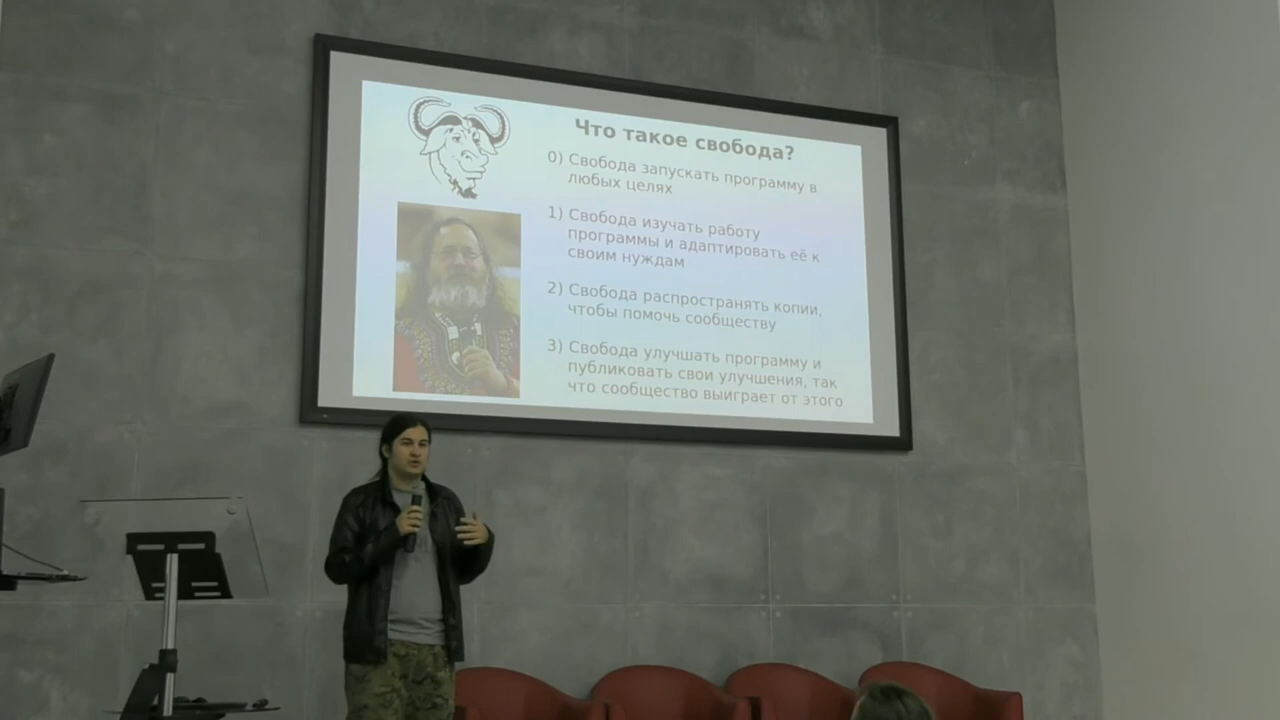 Что такое свобода?
0) Свобода запускать программу в
любых целях
1) Свобода изучать работу
программы и адаптировать её к
своим нуждам
2) Свобода распространять копии,
чтобы помочь сообществу
3) Свобода улучшать программу и
публиковать свои улучшения, так
что сообщество выиграет от этого